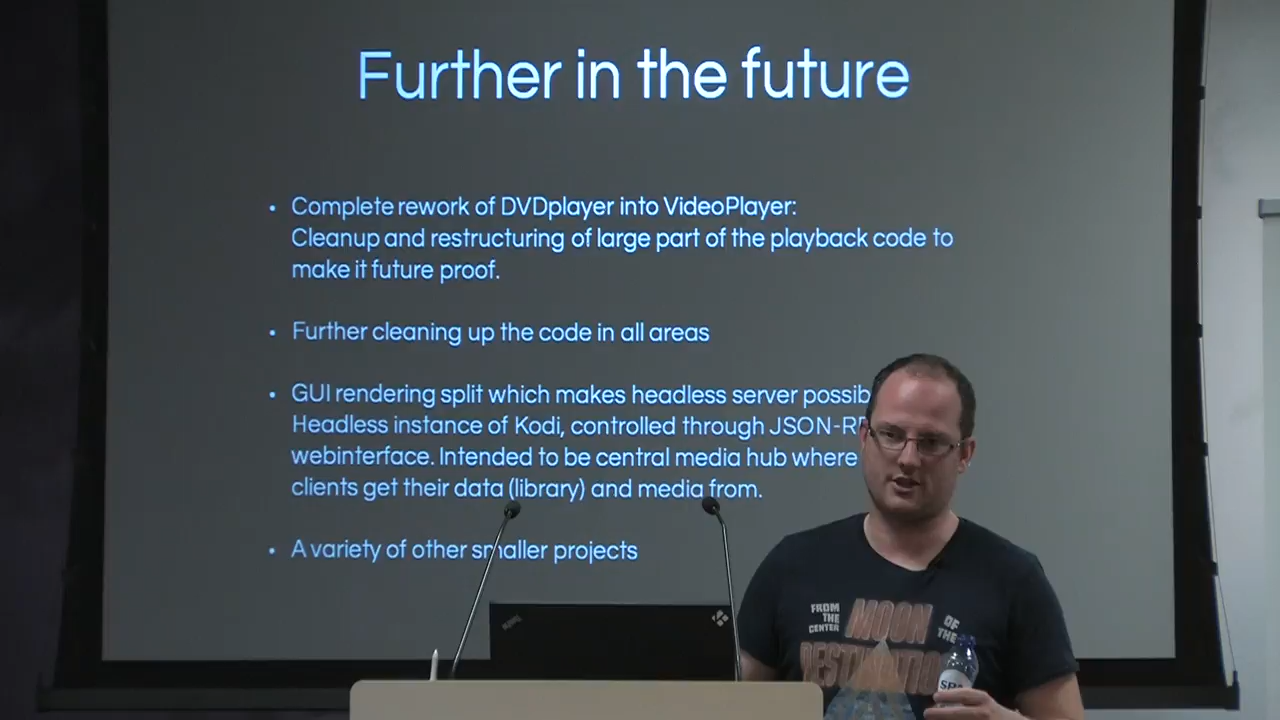 Further in the future
• Complete rework of DVDplayer into VideoPlayer:
Cleanup and restructuring of large part of the playback code to
make it future proof.
• Further cleaning up the code in all areas
• GUI rendering split which makes headless server
Headless instance of Kodi, controlled through
webinterface. Intended to be central media hub where
clients get their data (library) and media from.
• A variety of other smaller projects
FROM
THE
CENTER
MOON
OF
THE